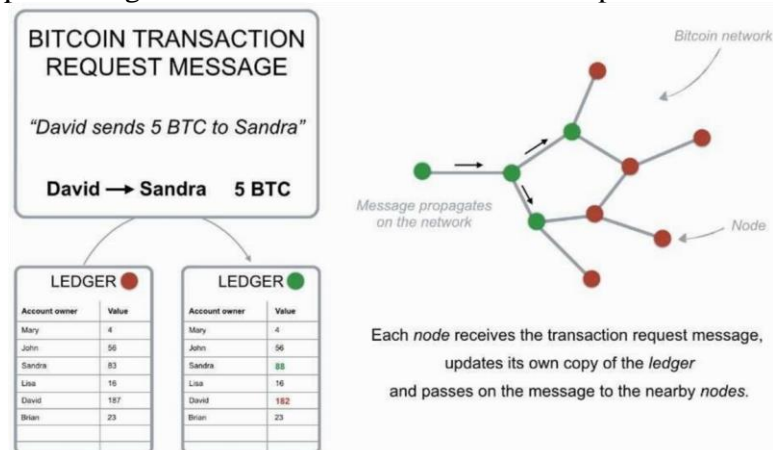 BITCOIN TRANSACTION
REQUEST MESSAGE
“David sends 5 BTC to Sandra”
David → Sandra 5 BTC
LEDGER
Account owner Value
Mary 4
John 56
Sandra 83
Lisa 16
David 187
Brian 23
LEDGER
Account owner Value
Mary 4
John 56
Sandra 88
Lisa 16
David 182
Brian 23
Bitcoin network
Message propagates
on the network
Node
Each node receives the transaction request message,
updates its own copy of the ledger
and passes on the message to the nearby nodes.